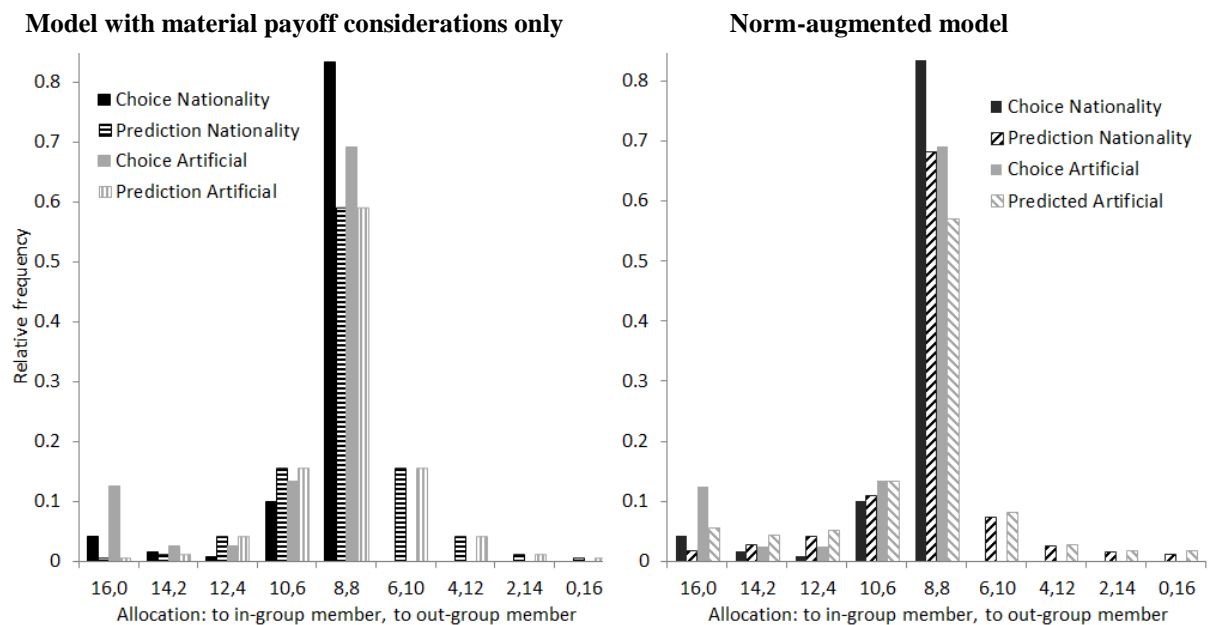 Model with material payoff considerations only
Relative frequency
0.8
0.7
0.6
0.5
0.4
0.3
0.2
0.1
0
Choice Nationality
Prediction Nationality
Choice Artificial
Prediction Artificial
16,0 14,2 12,4 10,6 8,8 6,10 4,12 2,14 0,16
Allocation: to in-group member, to out-group member
Norm-augmented model
0.8
0.7
0.6
0.5
0.4
0.3
0.2
0.1
0
Choice Nationality
Prediction Nationality
Choice Artificial
Predicted Artificial
16,0 14,2 12,4 10,6 8,8 6,10 4,12 2,14 0,16
Allocation: to in-group member, to out-group member